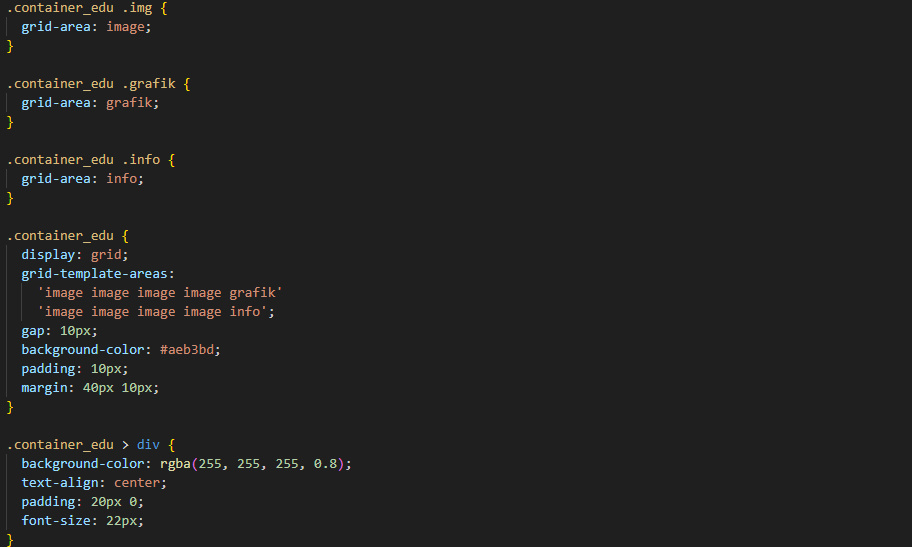 .container_edu .img {
grid-area: image;
}
.container_edu .grafik {
grid-area: grafik;
}
.container_edu .info {
grid-area: info;
}
.container_edu {
display: grid;
grid-template-areas:
'image image image image grafik'
'image image image image info';
gap: 10px;
background-color: #aeb3bd;
padding: 10px;
margin: 40px 10px;
}
.container_edu > div {
background-color: rgba(255, 255, 255, 0.8);
text-align: center;
padding: 20px 0;
font-size: 22px;
}